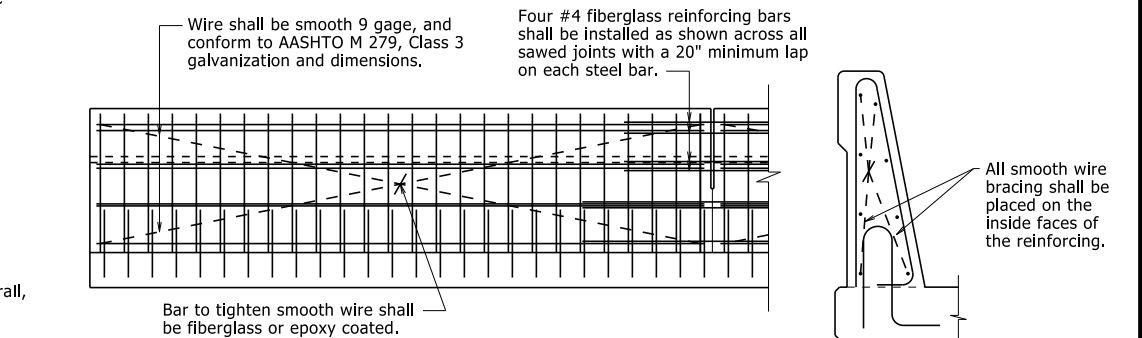 Wire shall be smooth 9 gage, and
conform to AASHTO M 279, Class 3
galvanization and dimensions.
Four #4 fiberglass reinforcing bars
shall be installed as shown across all
sawed joints with a 20" minimum lap
on each steel bar.
All smooth wire
bracing shall be
placed on the
inside faces of
the reinforcing.
rall,
Bar to tighten smooth wire shall
be fiberglass or epoxy coated.